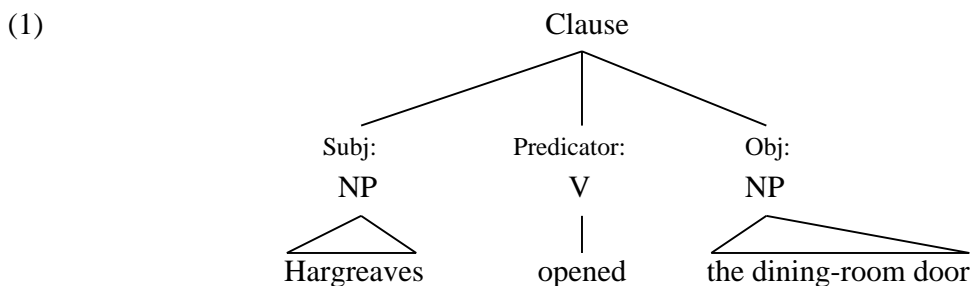 (1) Clause
Subj: Predicator: Obj:
NP V NP
Hargreaves opened the dining-room door